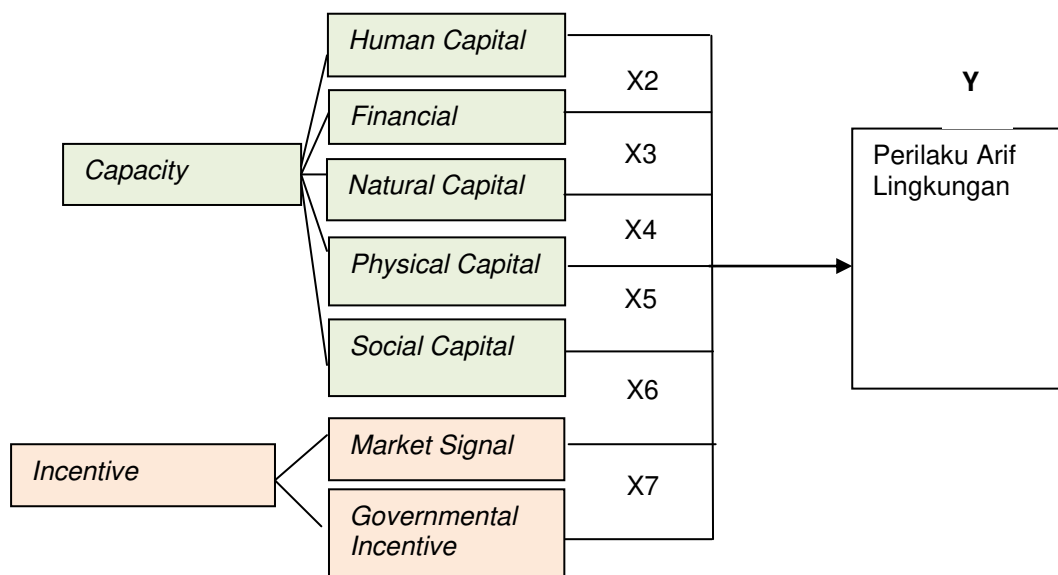 Human Capital
X2
Y
Financial
Perilaku Arif
Lingkungan
X3
Capacity
Natural Capital
X4
Physical Capital
X5
Social Capital
X6
Market Signal
Incentive
X7
Governmental
Incentive